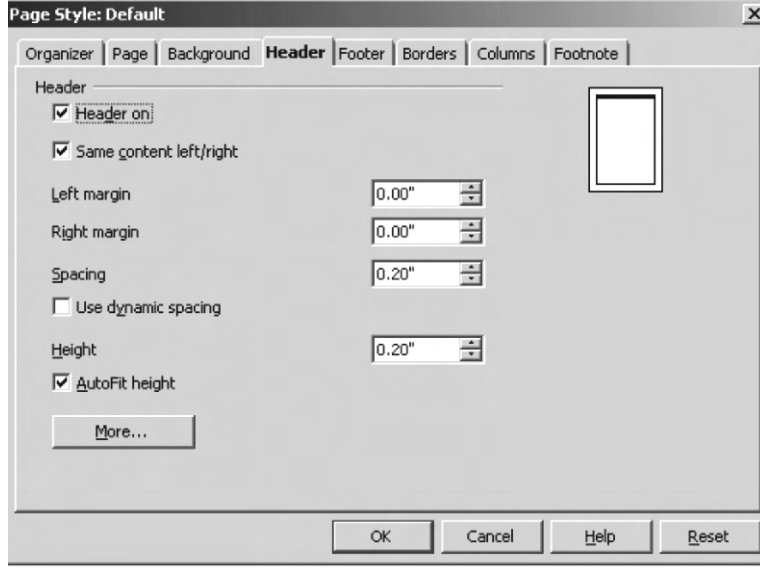 Page Style: Default
Organizer Page Background Header Footer Borders Columns Footnote
Header
Header on
Same content left/right
Left margin 0.00"
Right margin 0.00"
Spacing 0.20"
Use dynamic spacing
Height 0.20"
AutoFit height
More...
OK Cancel Help Reset